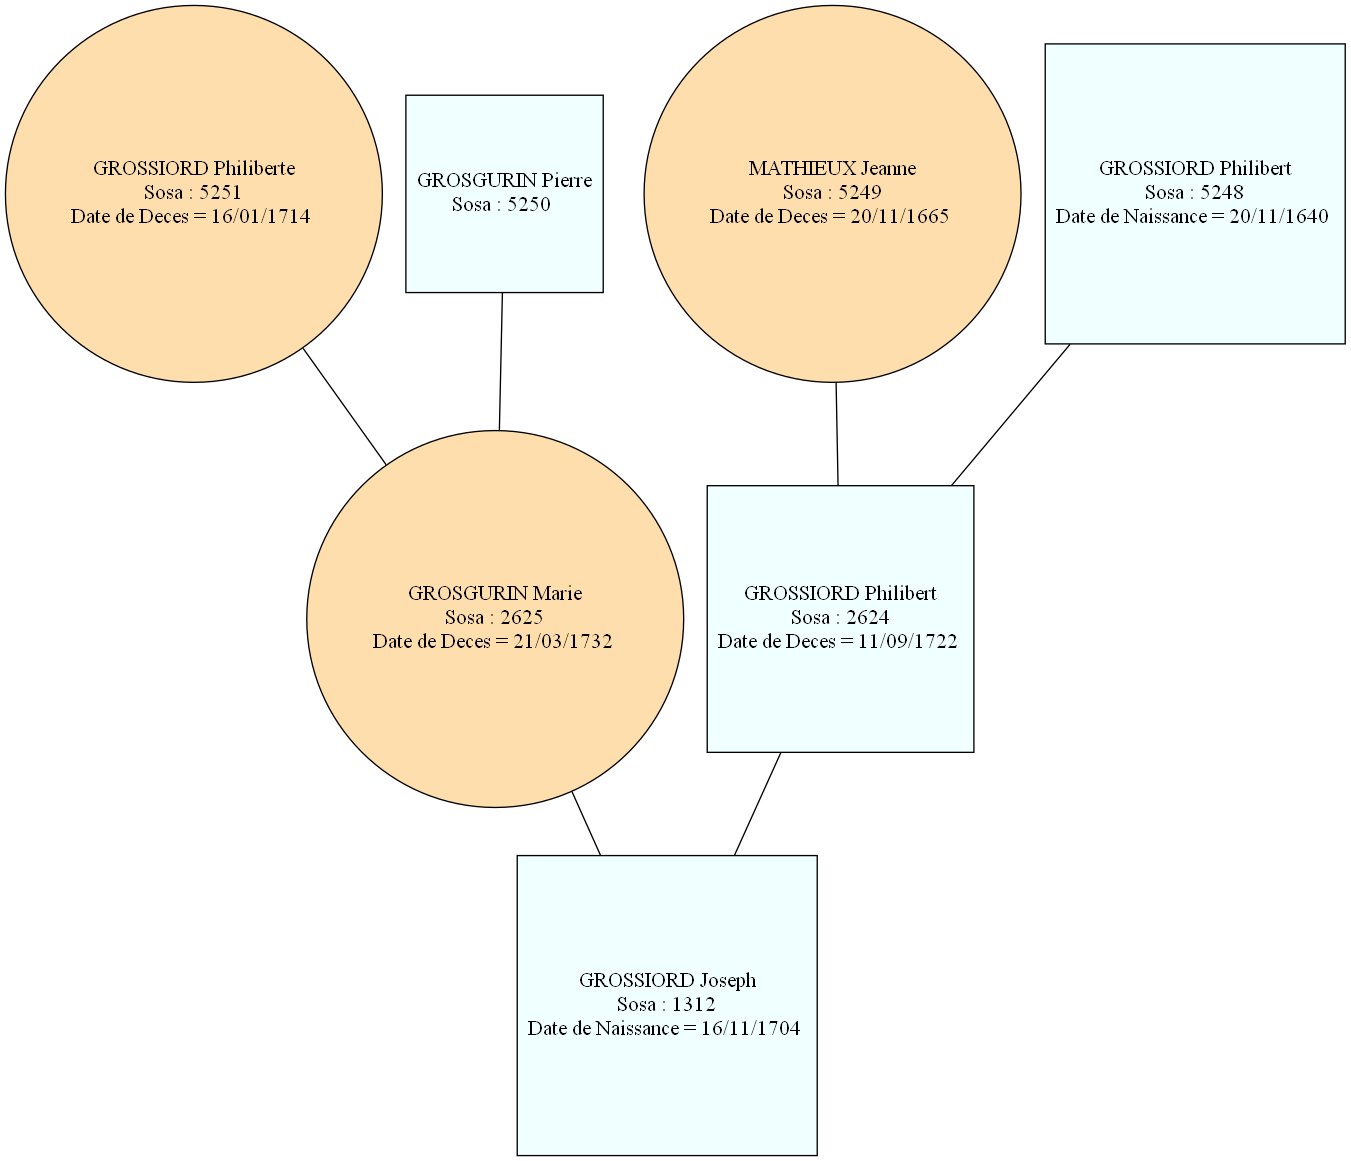 GROSSIORD Philiberte
Sosa : 5251
Date de Deces = 16/01/1714
GROSGURIN Pierre
Sosa : 5250
MATHIEUX Jeanne
Sosa : 5249
Date de Deces = 20/11/1665
GROSSIORD Philibert
Sosa : 5248
Date de Naissance = 20/11/1640
GROSGURIN Marie
Sosa : 2625
Date de Deces = 21/03/1732
GROSSIORD Philibert
Sosa : 2624
Date de Deces = 11/09/1722
GROSSIORD Joseph
Sosa : 1312
Date de Naissance = 16/11/1704